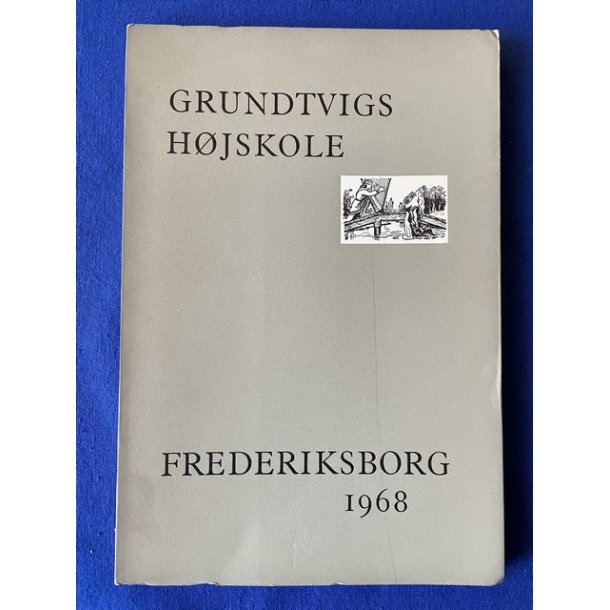 GRUNDTVIGS
HØJSKOLE
FREDERIKSBORG
1968